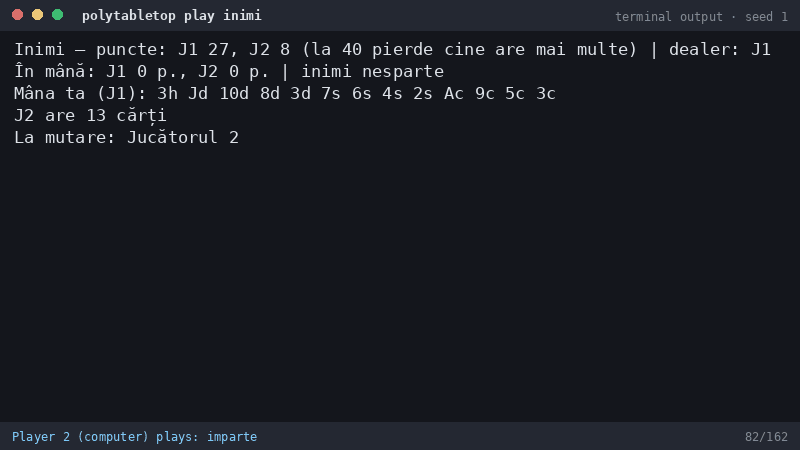 polytabletop play inimi
terminal output · seed 1
Inimi — puncte: J1 27, J2 8 (la 40 pierde cine are mai multe) | dealer: J1
În mână: J1 0 p., J2 0 p. | inimi nesparte
Mâna ta (J1): 3h Jd 10d 8d 3d 7s 6s 4s 2s Ac 9c 5c 3c
J2 are 13 cărți
La mutare: Jucătorul 2
Player 2 (computer) plays: imparte
82/162